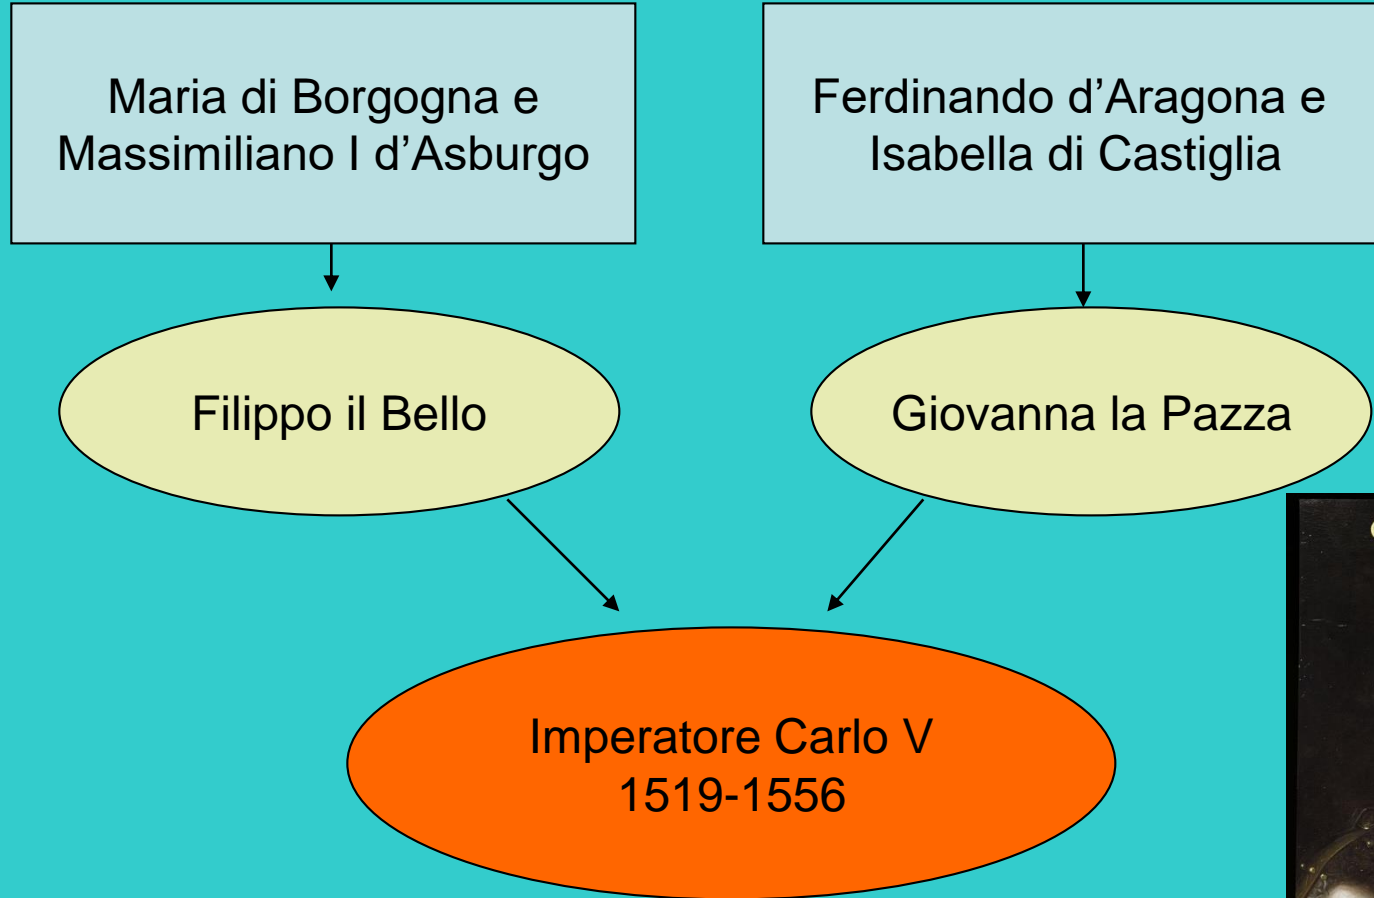 Maria di Borgogna e
Massimiliano I d’Asburgo
Ferdinando d’Aragona e
Isabella di Castiglia
Filippo il Bello
Giovanna la Pazza
Imperatore Carlo V
1519-1556